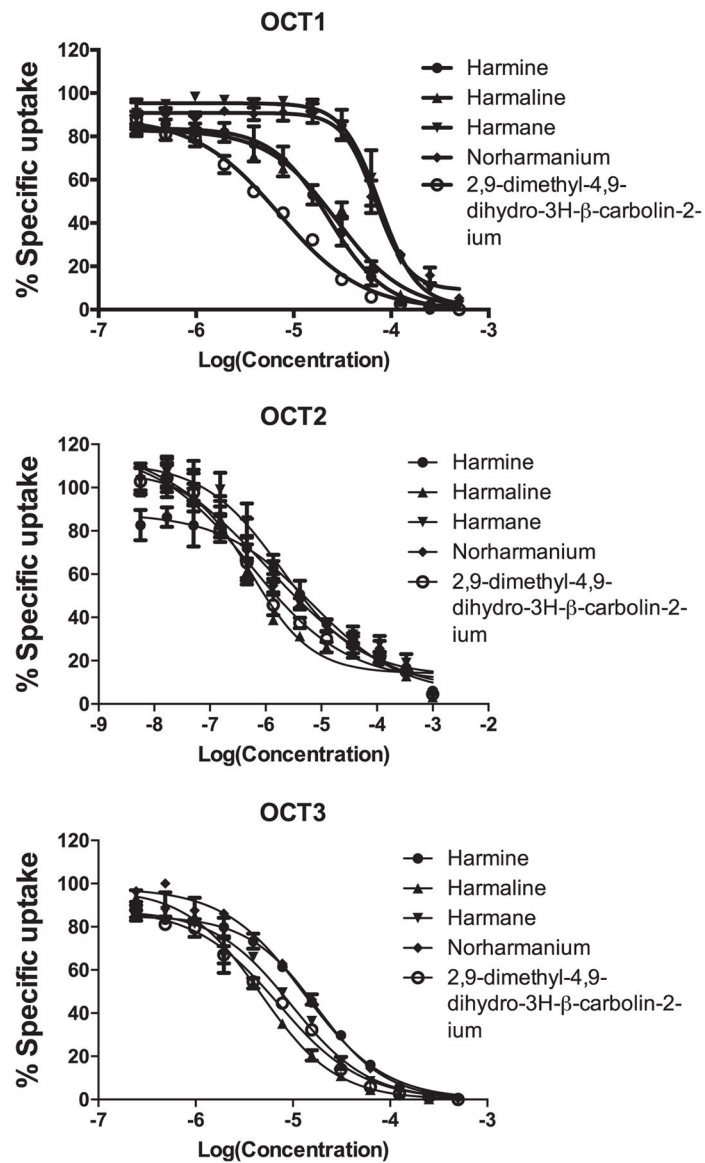 OCT1
120
100
80
60
40
20
0
% Specific uptake
-7
-6
-5
-4
-3
Log(Concentration)
Harmine
Harmaline
Harmane
Norharmanium
2,9-dimethyl-4,9-
dihydro-3H-β-carbolin-2-
ium
OCT2
120
100
80
60
40
20
0
% Specific uptake
-9
-8
-7
-6
-5
-4
-3
-2
Log(Concentration)
Harmine
Harmaline
Harmane
Norharmanium
2,9-dimethyl-4,9-
dihydro-3H-β-carbolin-2-
ium
OCT3
120
100
80
60
40
20
0
% Specific uptake
-7
-6
-5
-4
-3
Log(Concentration)
Harmine
Harmaline
Harmane
Norharmanium
2,9-dimethyl-4,9-
dihydro-3H-β-carbolin-2-
ium